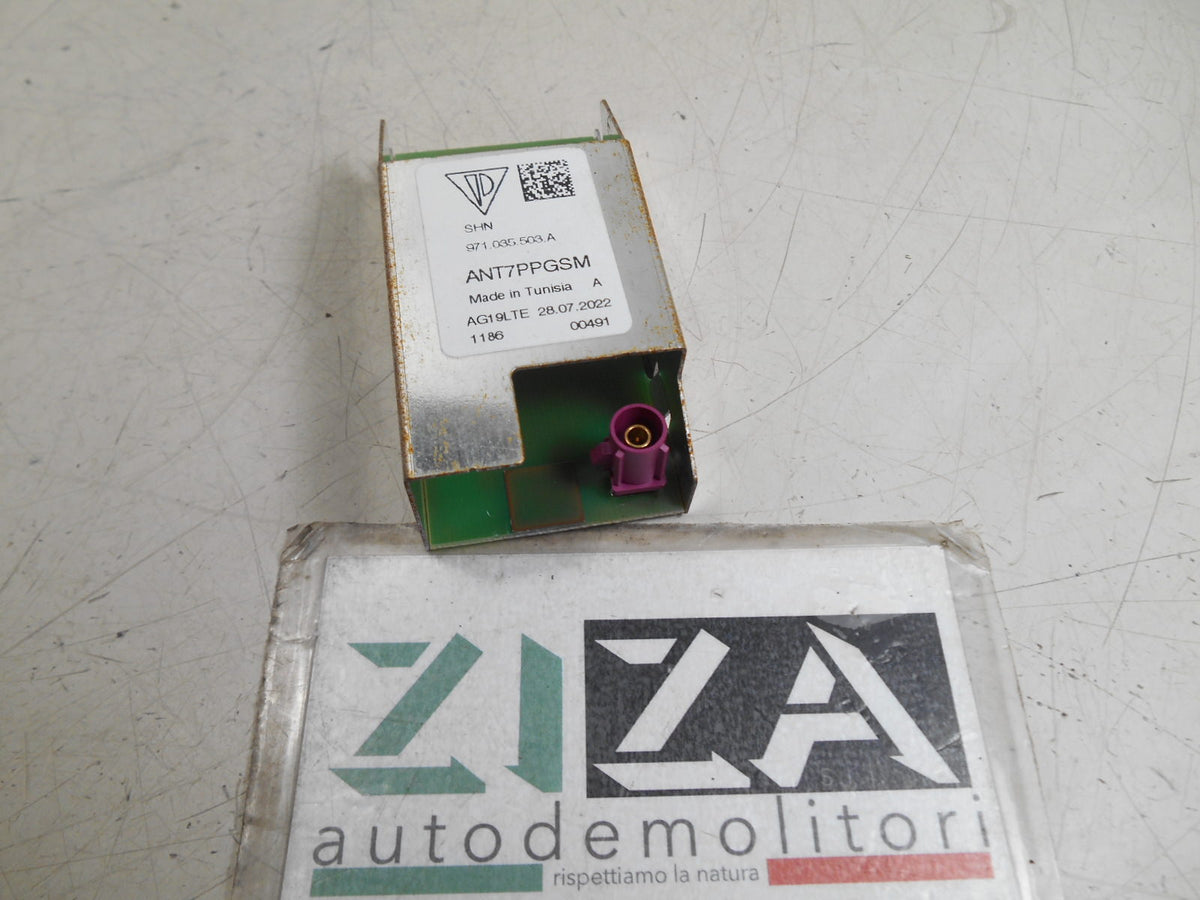 SHN
971.035.503.A
ANT7PPGSM
Made in Tunisia A
AG19LTE 28.07.2022
1186 00491
ZIZA
autodemolitori
rispettiamo la natura